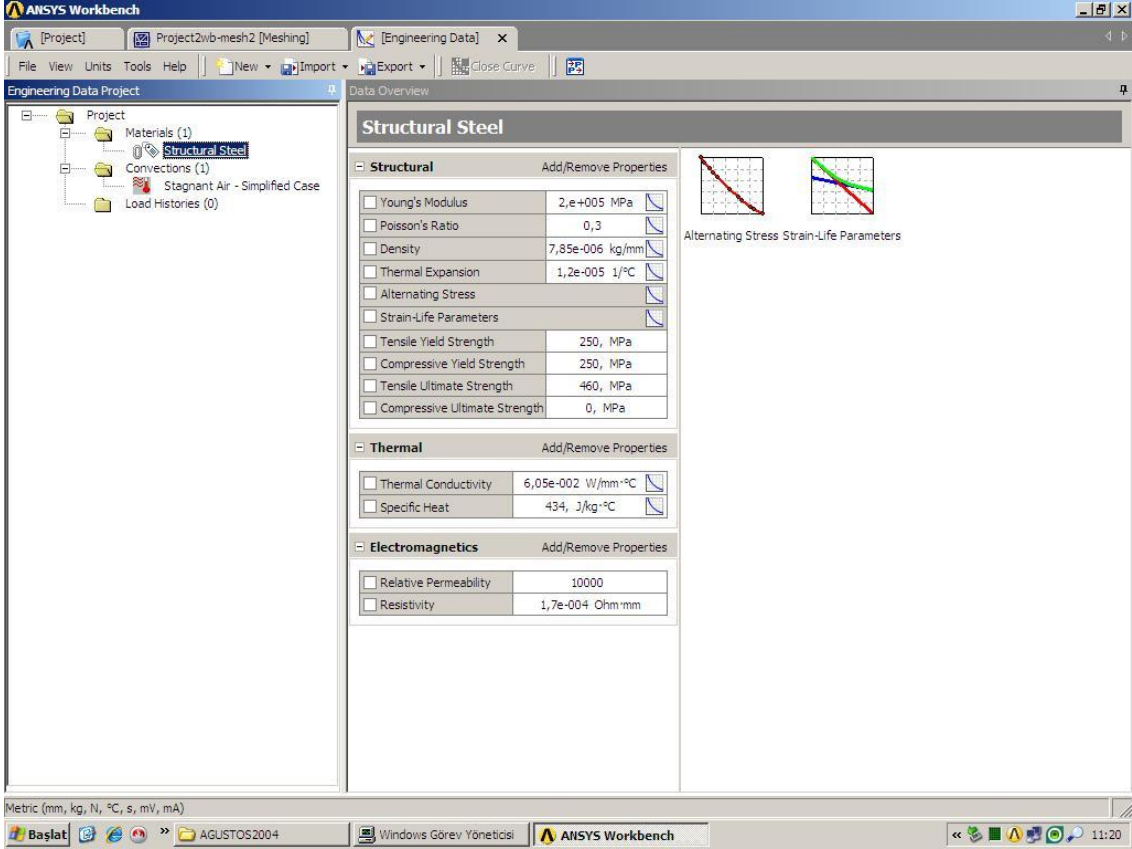 ANSYS Workbench
[Project]
Project2wb-mesh2 [Meshing]
[Engineering Data]
File View Units Tools Help New Import Export Close Curve
Engineering Data Project
Data Overview
Project
Materials (1)
Structural Steel
Convections (1)
Stagnant Air - Simplified Case
Load Histories (0)
Structural Steel
Structural Add/Remove Properties
Young's Modulus 2,e+005 MPa
Poisson's Ratio 0,3
Density 7,85e-006 kg/mm
Thermal Expansion 1,2e-005 1/°C
Alternating Stress
Strain-Life Parameters
Tensile Yield Strength 250, MPa
Compressive Yield Strength 250, MPa
Tensile Ultimate Strength 460, MPa
Compressive Ultimate Strength 0, MPa
Thermal Add/Remove Properties
Thermal Conductivity 6,05e-002 W/mm·°C
Specific Heat 434, J/kg·°C
Electromagnetics Add/Remove Properties
Relative Permeability 10000
Resistivity 1,7e-004 Ohm·mm
Alternating Stress Strain-Life Parameters
Metric (mm, kg, N, °C, s, mV, mA)
Başlat
AGUSTOS2004
Windows Görev Yöneticisi
ANSYS Workbench
11:20